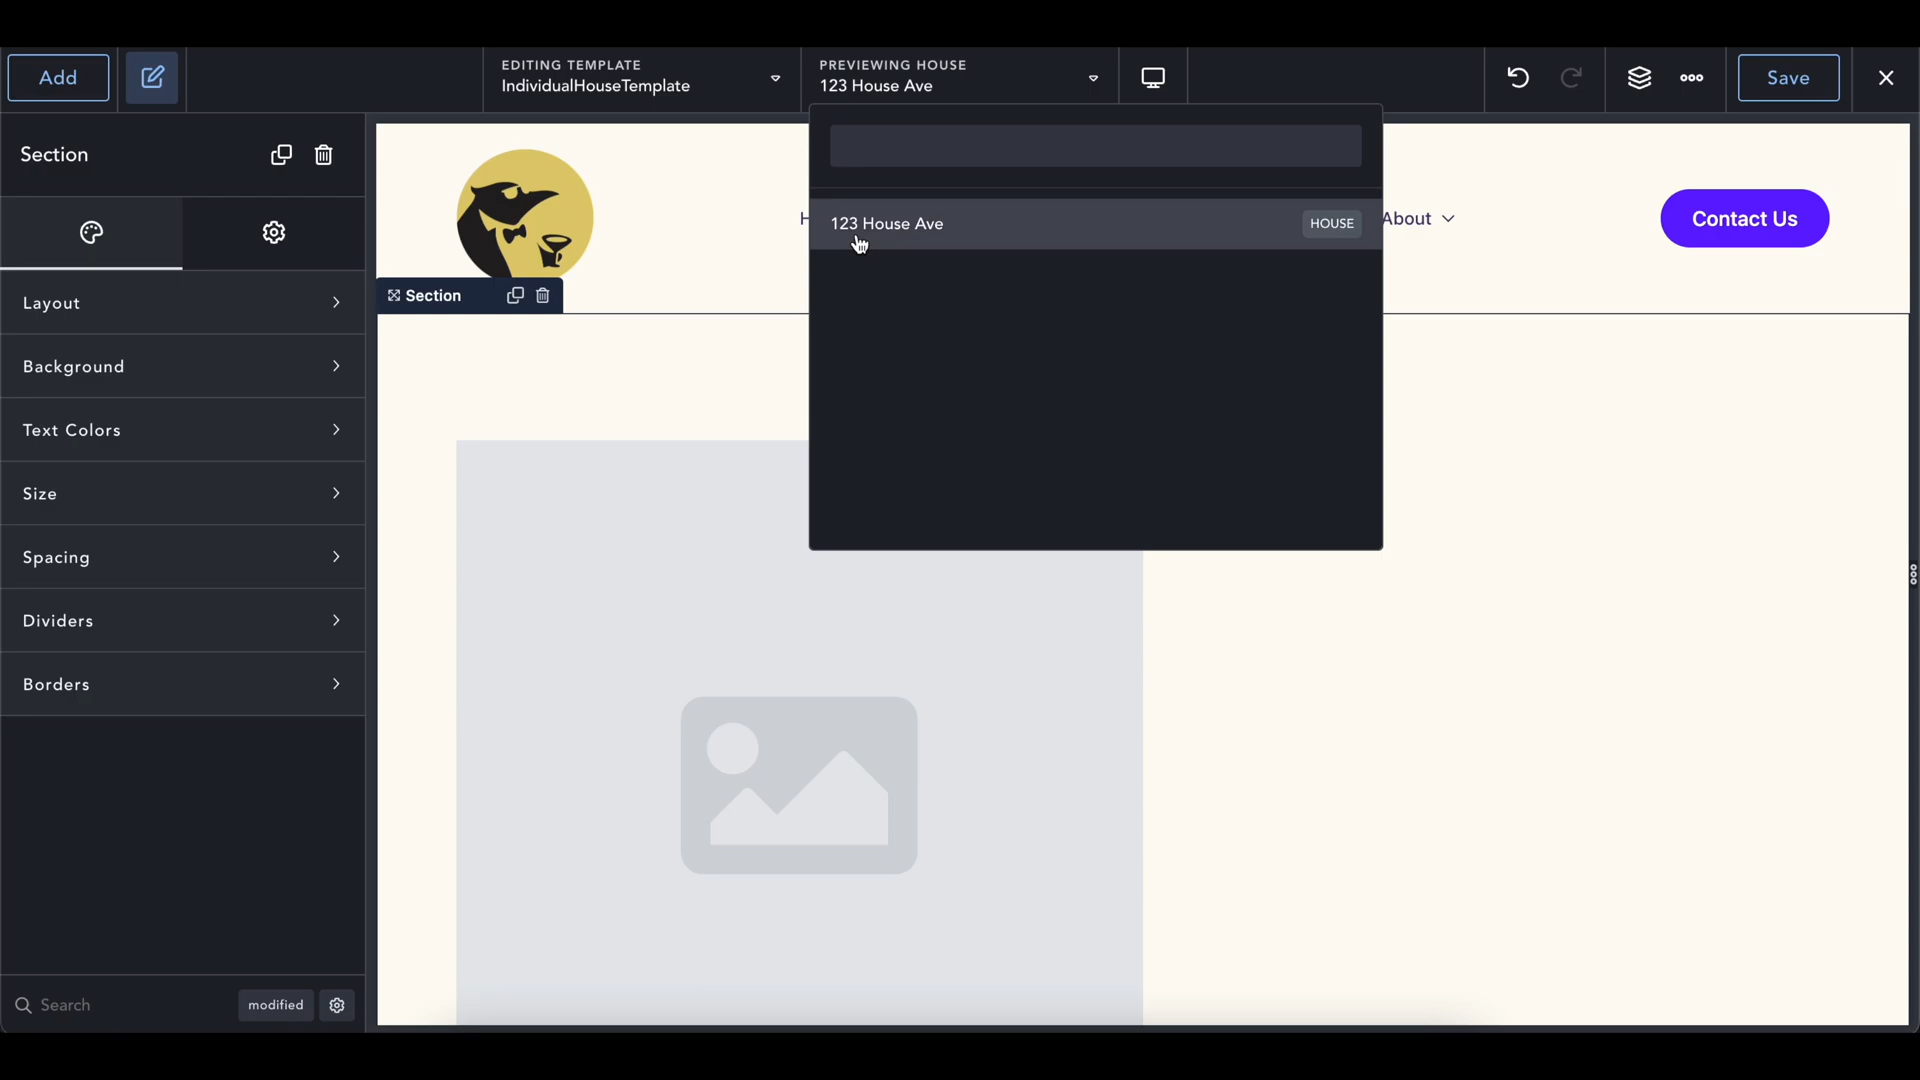 Add
EDITING TEMPLATE
IndividualHouseTemplate
PREVIEWING HOUSE
123 House Ave
Save
Section
123 House Ave
HOUSE
H
About
Contact Us
Section
Layout
Background
Text Colors
Size
Spacing
Dividers
Borders
Search
modified